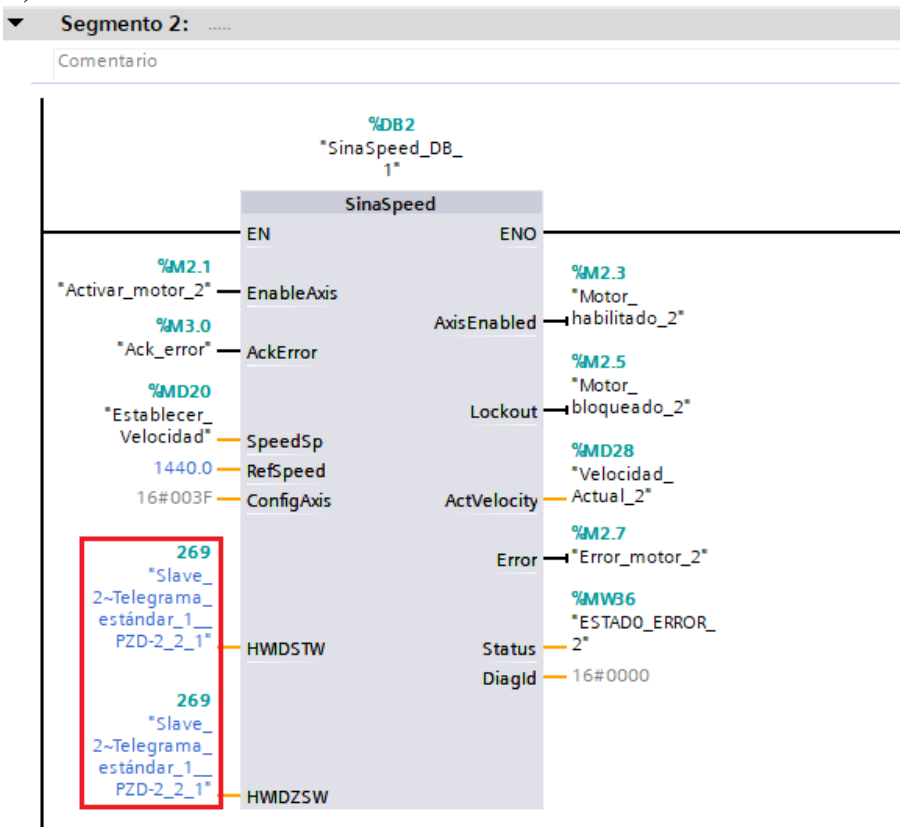 Segmento 2: .....
Comentario
%DB2
"SinaSpeed_DB_
1"
SinaSpeed
EN
ENO
%M2.1
"Activar_motor_2"
EnableAxis
%M3.0
"Ack_error"
AckError
%MD20
"Establecer_
Velocidad"
SpeedSp
1440.0
RefSpeed
16#003F
ConfigAxis
269
"Slave_
2~Telegrama_
estándar_1__
PZD-2_2_1"
HWIDSTW
269
"Slave_
2~Telegrama_
estándar_1__
PZD-2_2_1"
HWIDZSW
%M2.3
"Motor_
habilitado_2"
AxisEnabled
%M2.5
"Motor_
bloqueado_2"
Lockout
%MD28
"Velocidad_
Actual_2"
ActVelocity
%M2.7
"Error_motor_2"
Error
%MW36
"ESTAD0_ERROR_
2"
Status
DiagId
16#0000